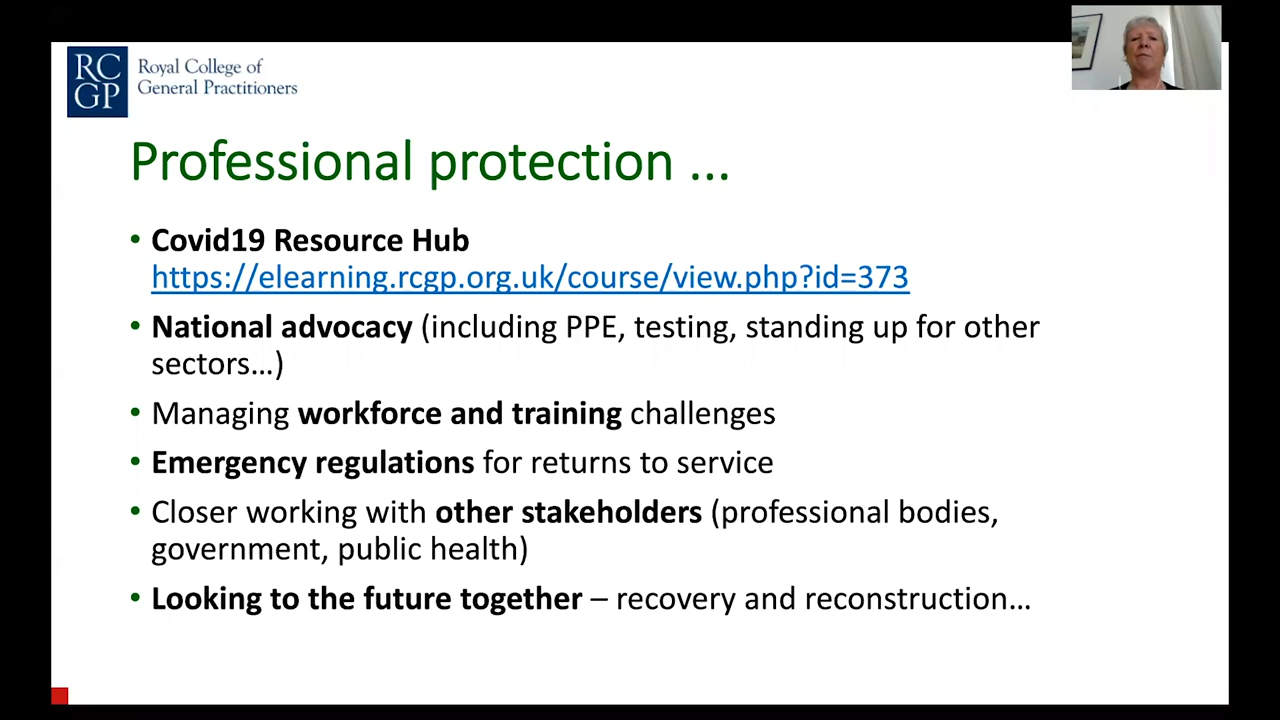 RC
GP
Royal College of
General Practitioners
Professional protection ...
• Covid19 Resource Hub
https://elearning.rcgp.org.uk/course/view.php?id=373
• National advocacy (including PPE, testing, standing up for other
sectors...)
• Managing workforce and training challenges
• Emergency regulations for returns to service
• Closer working with other stakeholders (professional bodies,
government, public health)
• Looking to the future together – recovery and reconstruction...